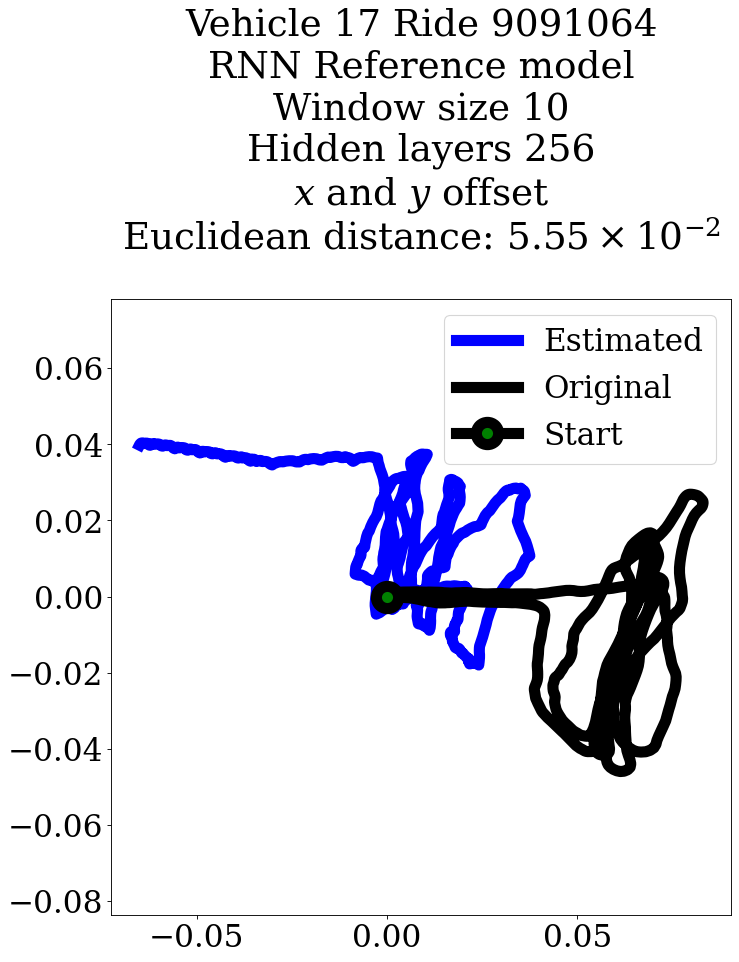 Vehicle 17 Ride 9091064
RNN Reference model
Window size 10
Hidden layers 256
x and y offset
Euclidean distance: 5.55 × 10⁻²
Estimated
Original
Start
0.06
0.04
0.02
0.00
−0.02
−0.04
−0.06
−0.08
−0.05 0.00 0.05